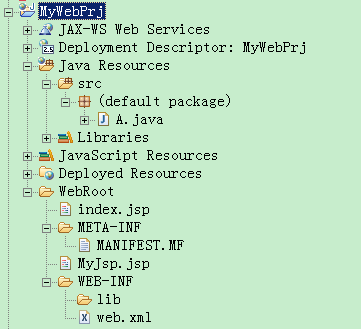 MyWebPrj
JAX-WS Web Services
Deployment Descriptor: MyWebPrj
Java Resources
src
(default package)
A.java
Libraries
JavaScript Resources
Deployed Resources
WebRoot
index.jsp
META-INF
MANIFEST.MF
MyJsp.jsp
WEB-INF
lib
web.xml